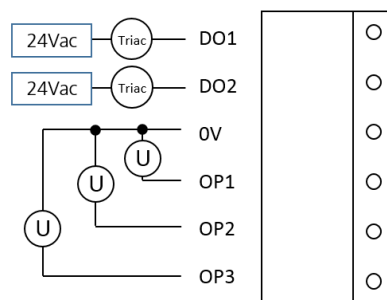 24Vac Triac DO1
24Vac Triac DO2
0V
U OP1
U OP2
U OP3